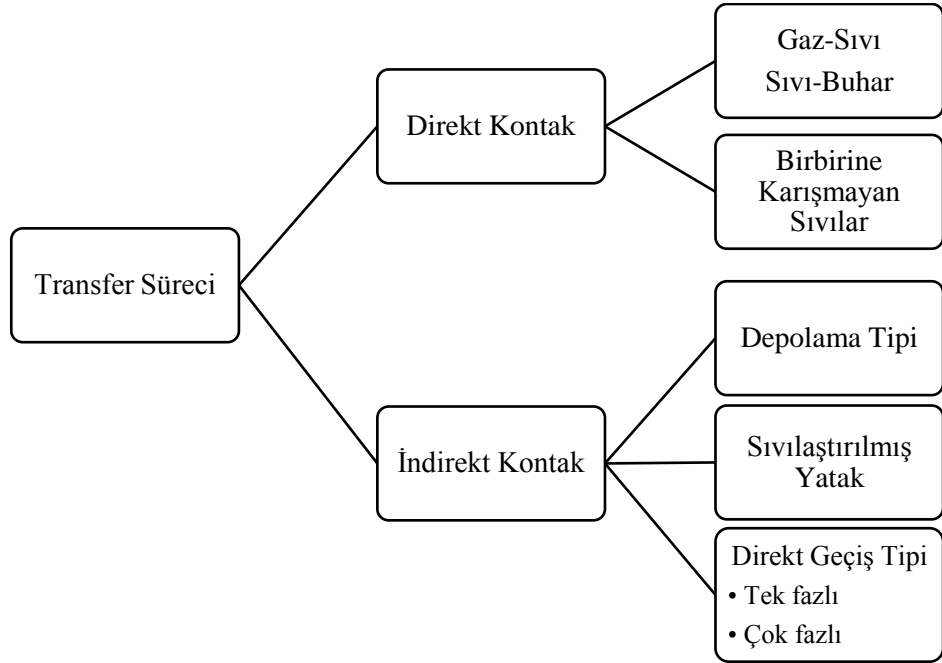 Transfer Süreci
Direkt Kontak
Gaz-Sıvı
Sıvı-Buhar
Birbirine
Karışmayan
Sıvılar
İndirekt Kontak
Depolama Tipi
Sıvılaştırılmış
Yatak
Direkt Geçiş Tipi
• Tek fazlı
• Çok fazlı